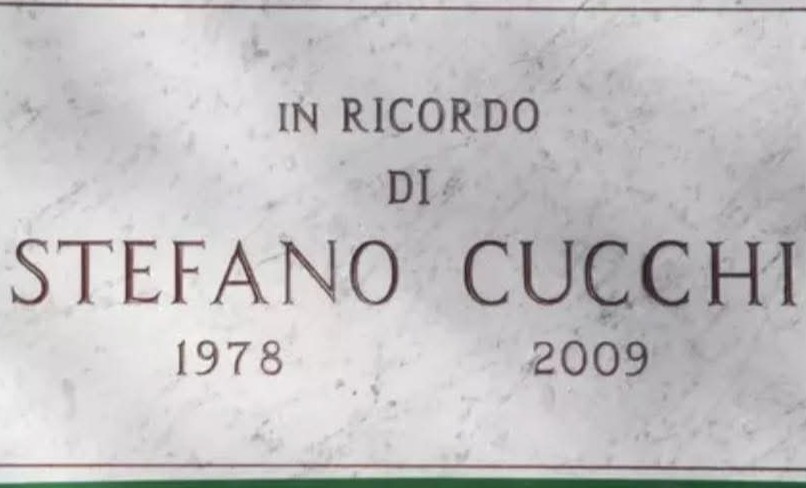 IN RICORDO
DI
STEFANO CUCCHI
1978 2009